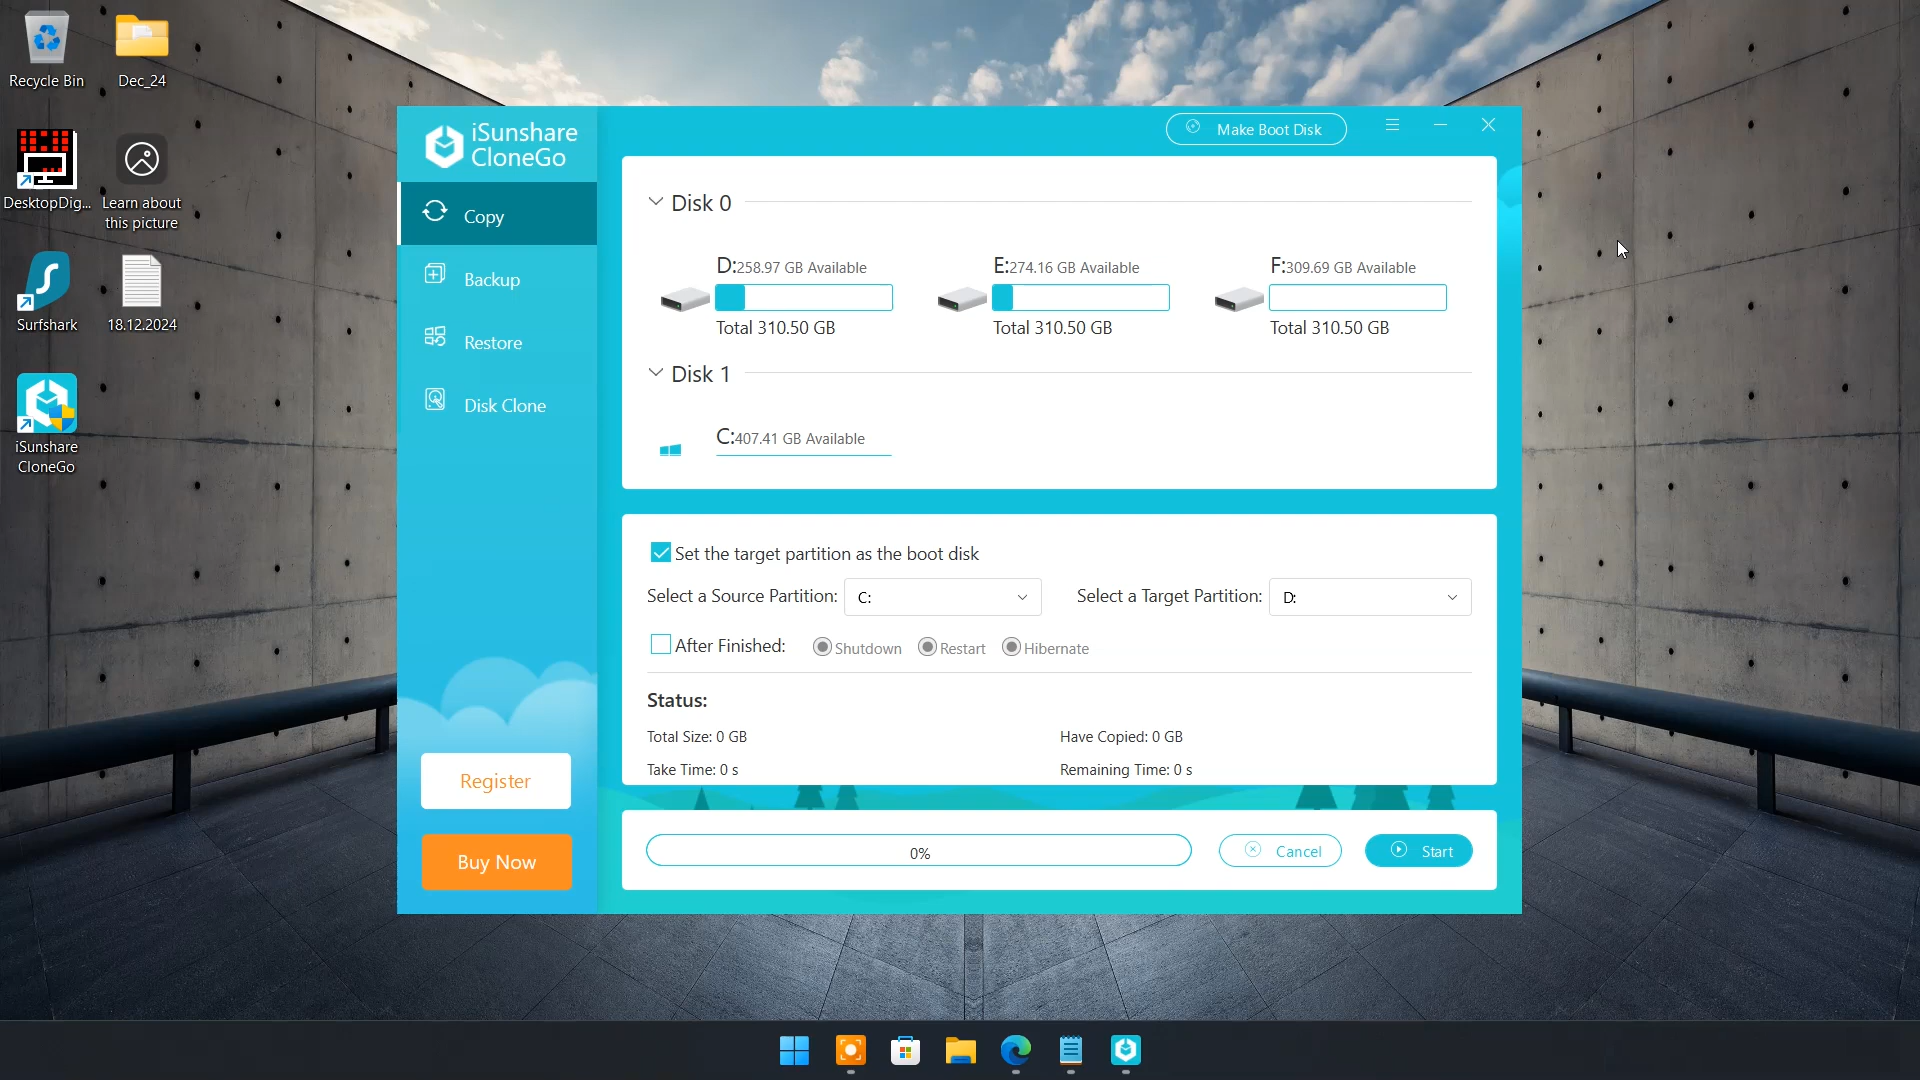 Recycle Bin
Dec_24
DesktopDig...
Learn about
this picture
Surfshark
18.12.2024
iSunshare
CloneGo
iSunshare
CloneGo
Make Boot Disk
Copy
Backup
Restore
Disk Clone
Register
Buy Now
Disk 0
D:258.97 GB Available
Total 310.50 GB
E:274.16 GB Available
Total 310.50 GB
F:309.69 GB Available
Total 310.50 GB
Disk 1
C:407.41 GB Available
Set the target partition as the boot disk
Select a Source Partition: C:
Select a Target Partition: D:
After Finished: Shutdown Restart Hibernate
Status:
Total Size: 0 GB
Have Copied: 0 GB
Take Time: 0 s
Remaining Time: 0 s
0%
Cancel
Start